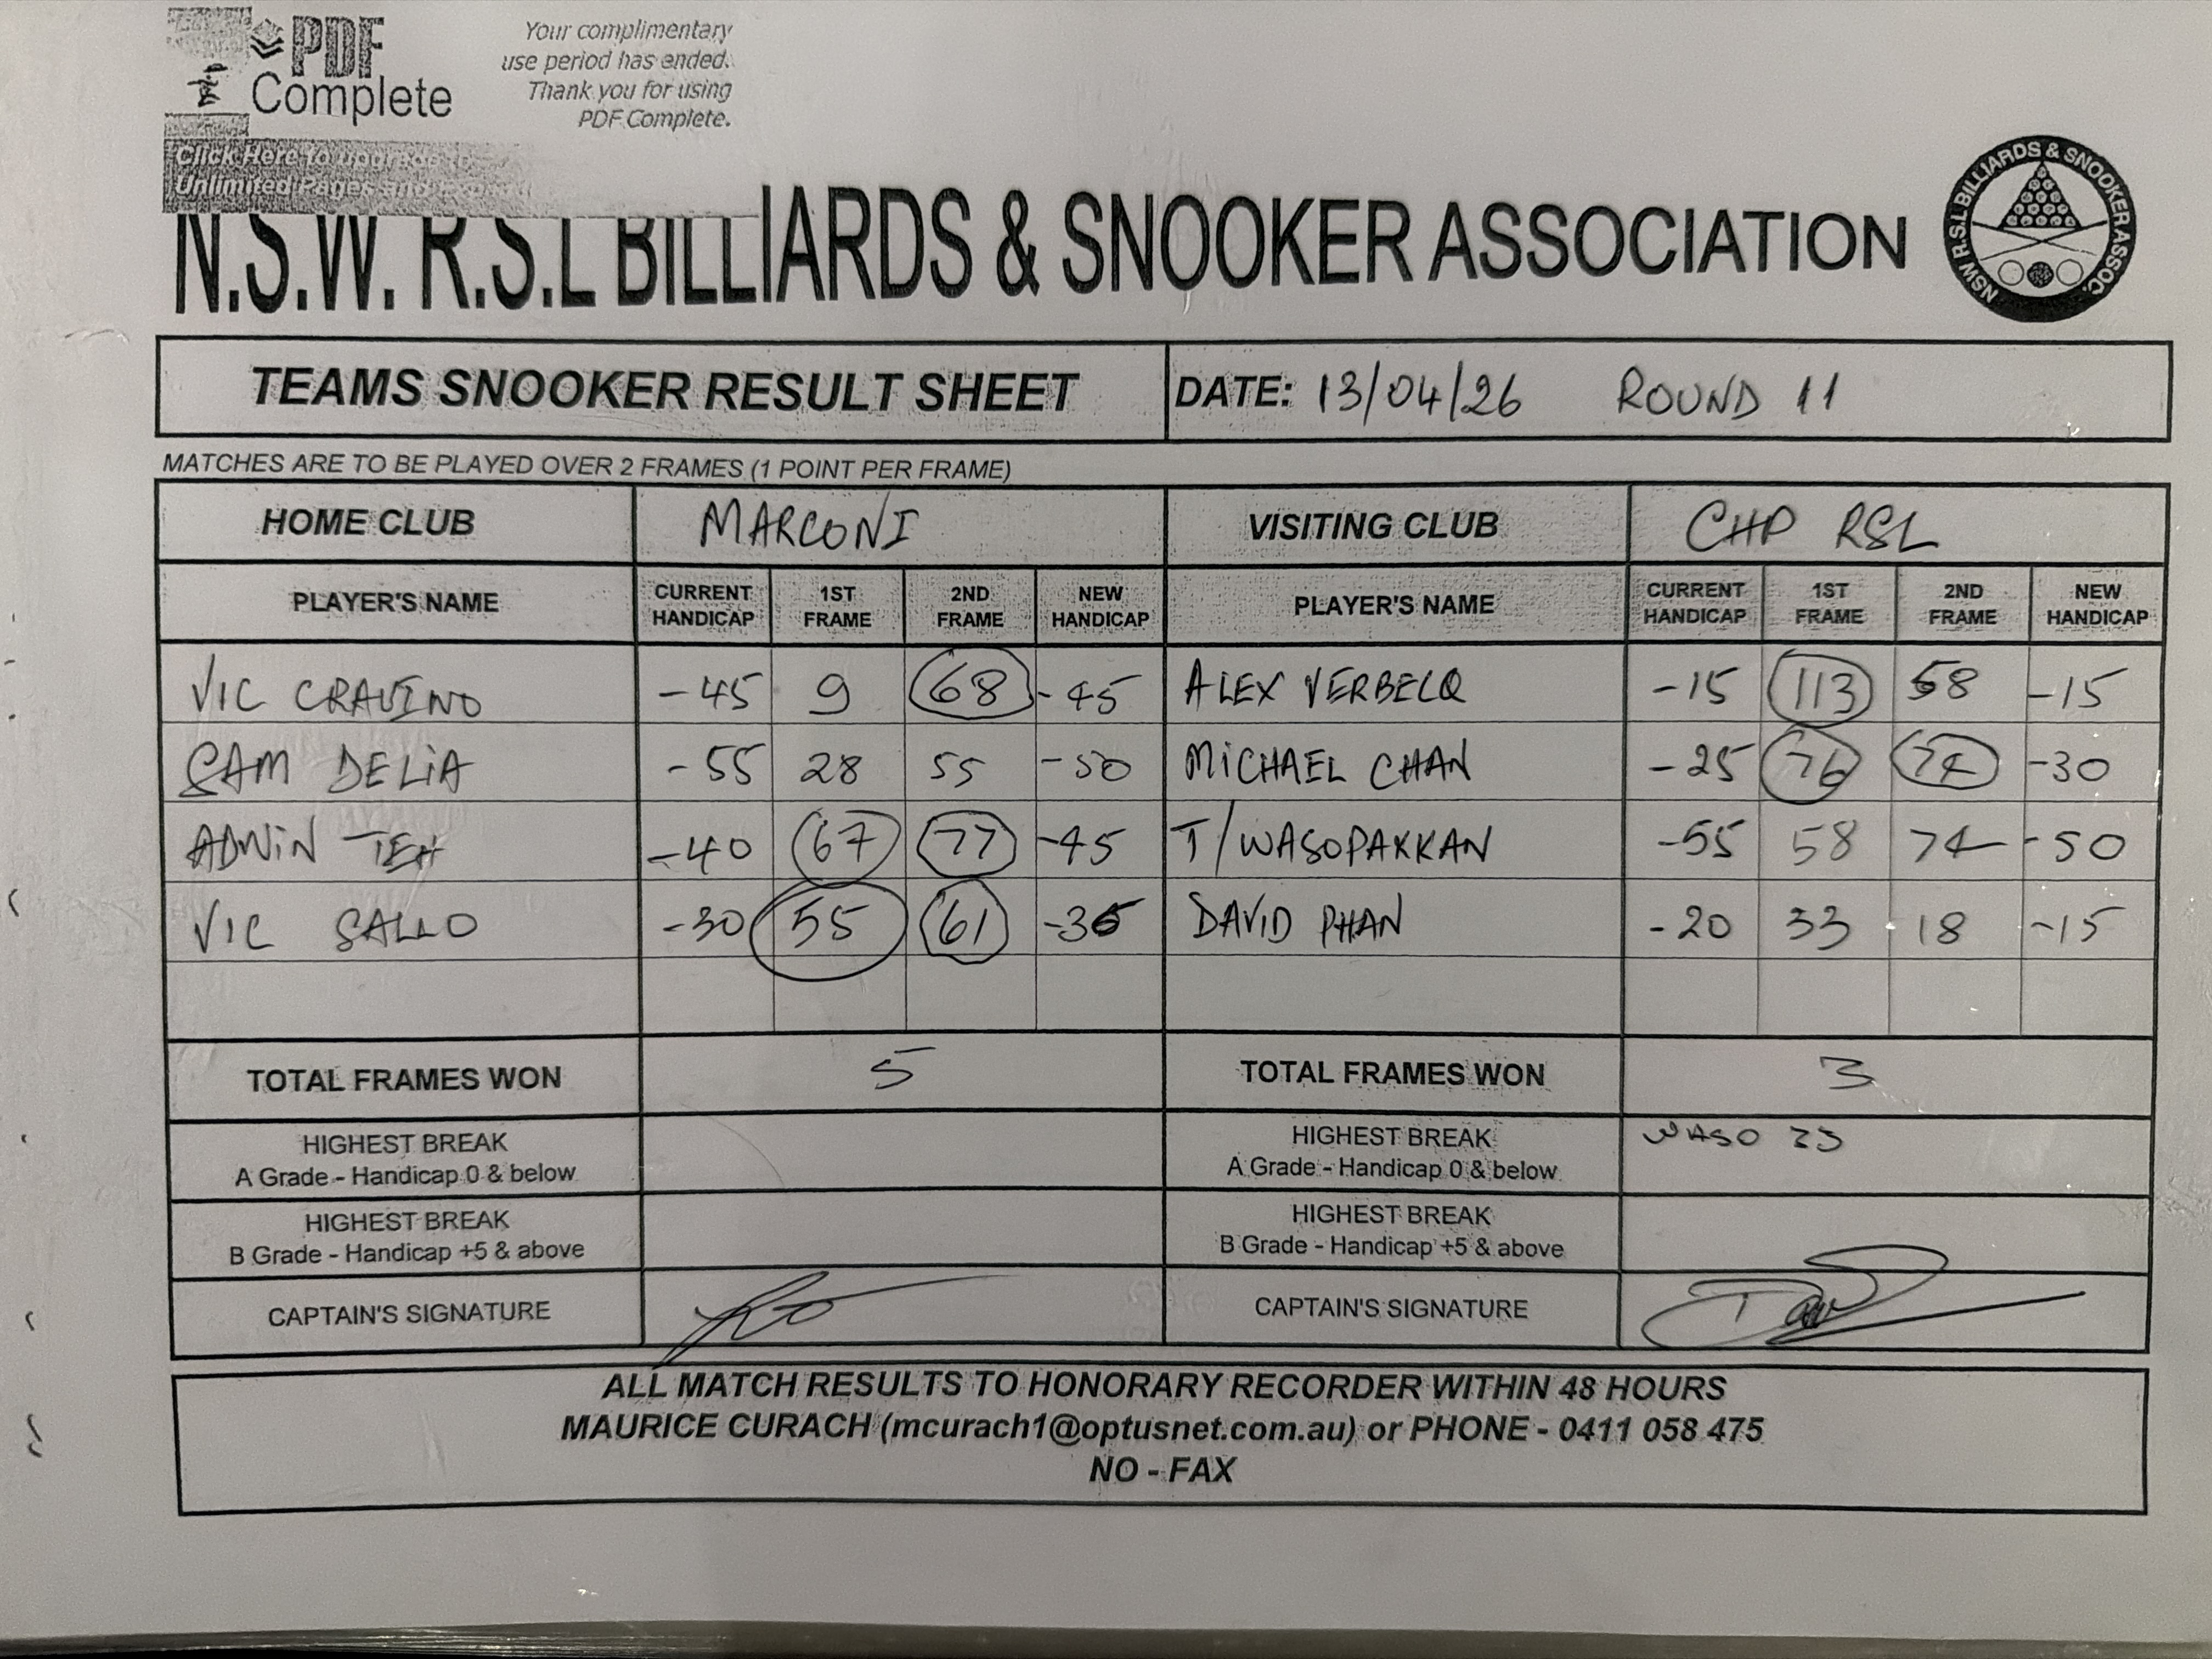 PDF
Complete
Your complimentary
use period has ended.
Thank you for using
PDF Complete.
Click Here to upgrade to
Unlimited Pages and
N.S.W. R.S.L BILLIARDS & SNOOKER ASSOCIATION
NSW R.S.L BILLIARDS & SNOOKER ASSOC.
TEAMS SNOOKER RESULT SHEET DATE: 13/04/26 ROUND 11
MATCHES ARE TO BE PLAYED OVER 2 FRAMES (1 POINT PER FRAME)
HOME CLUB MARCONI VISITING CLUB CHP RSL
PLAYER'S NAME CURRENT HANDICAP 1ST FRAME 2ND FRAME NEW HANDICAP PLAYER'S NAME CURRENT HANDICAP 1ST FRAME 2ND FRAME NEW HANDICAP
VIC CRAVINO -45 9 68 -45 ALEX VERBECQ -15 113 58 -15
SAM DELIA -55 28 55 -50 MICHAEL CHAN -25 76 74 -30
ADWIN TEH -40 67 77 -45 T/WASOPAKKAN -55 58 74 -50
VIC SALLO -30 55 61 -35 DAVID PHAN -20 33 18 -15
TOTAL FRAMES WON 5 TOTAL FRAMES WON 3
HIGHEST BREAK HIGHEST BREAK WASO
A Grade - Handicap 0 & below A Grade - Handicap 0 & below
HIGHEST BREAK HIGHEST BREAK
B Grade - Handicap +5 & above B Grade - Handicap +5 & above
CAPTAIN'S SIGNATURE CAPTAIN'S SIGNATURE
ALL MATCH RESULTS TO HONORARY RECORDER WITHIN 48 HOURS
MAURICE CURACH (mcurach1@optusnet.com.au) or PHONE - 0411 058 475
NO - FAX